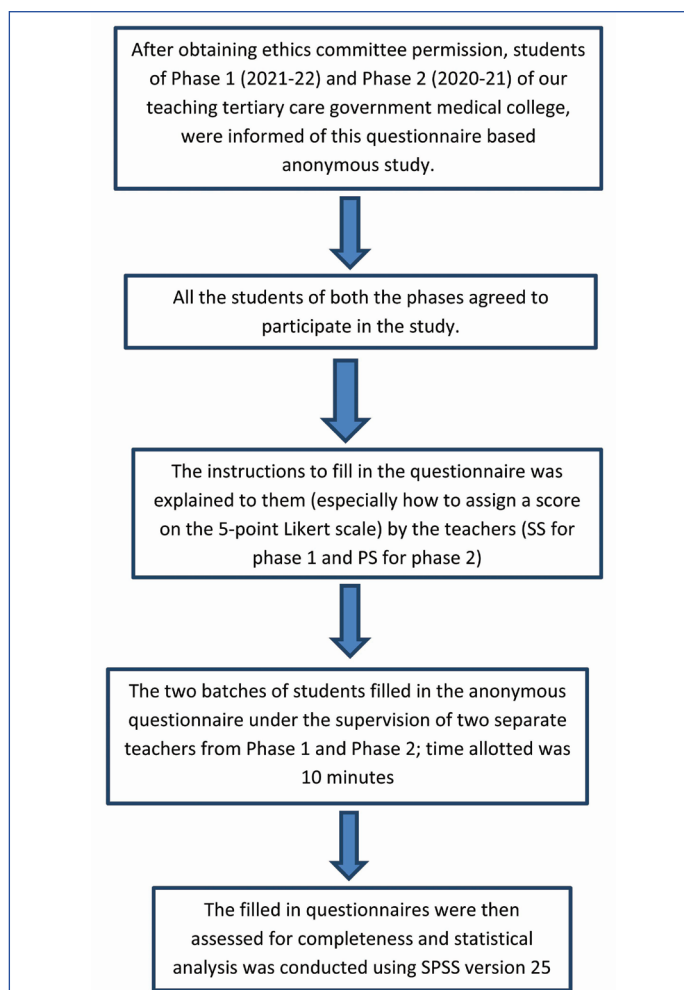 After obtaining ethics committee permission, students
of Phase 1 (2021-22) and Phase 2 (2020-21) of our
teaching tertiary care government medical college,
were informed of this questionnaire based
anonymous study.
All the students of both the phases agreed to
participate in the study.
The instructions to fill in the questionnaire was
explained to them (especially how to assign a score
on the 5-point Likert scale) by the teachers (SS for
phase 1 and PS for phase 2)
The two batches of students filled in the anonymous
questionnaire under the supervision of two separate
teachers from Phase 1 and Phase 2; time allotted was
10 minutes
The filled in questionnaires were then
assessed for completeness and statistical
analysis was conducted using SPSS version 25